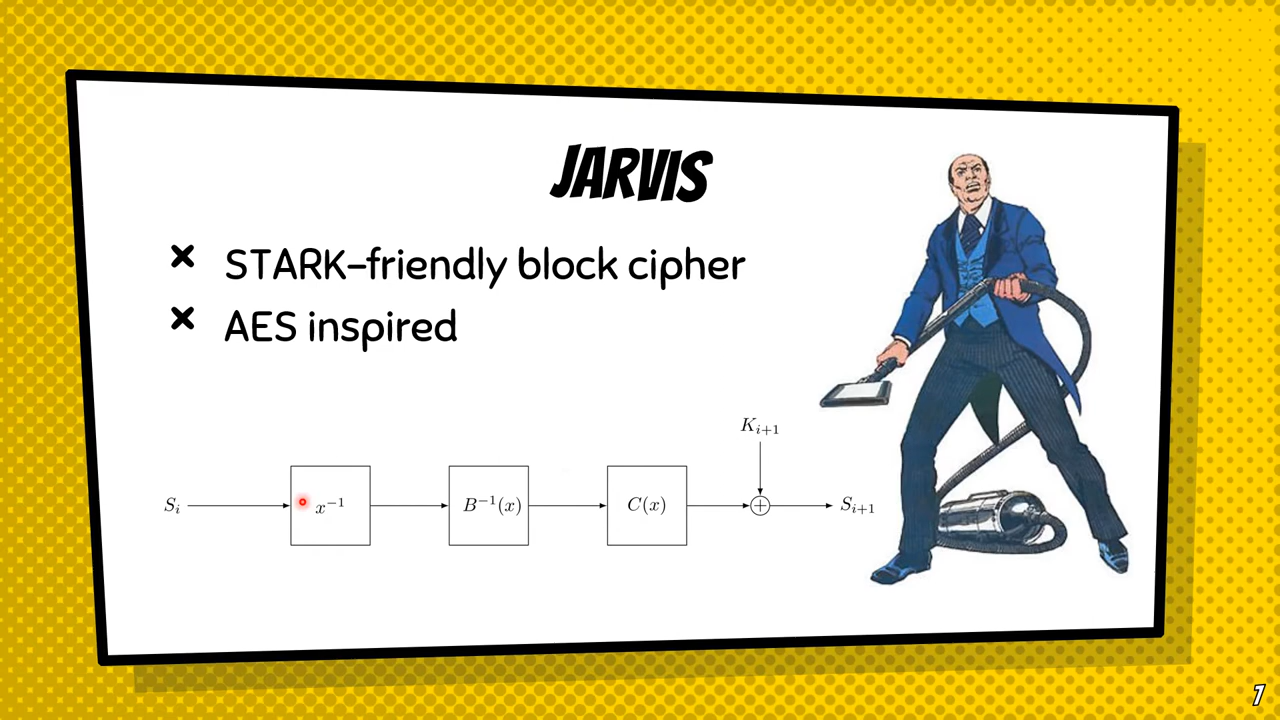 JARVIS
× STARK-friendly block cipher
× AES inspired
K_{i+1}
S_i x^{-1} B^{-1}(x) C(x) + S_{i+1}
7